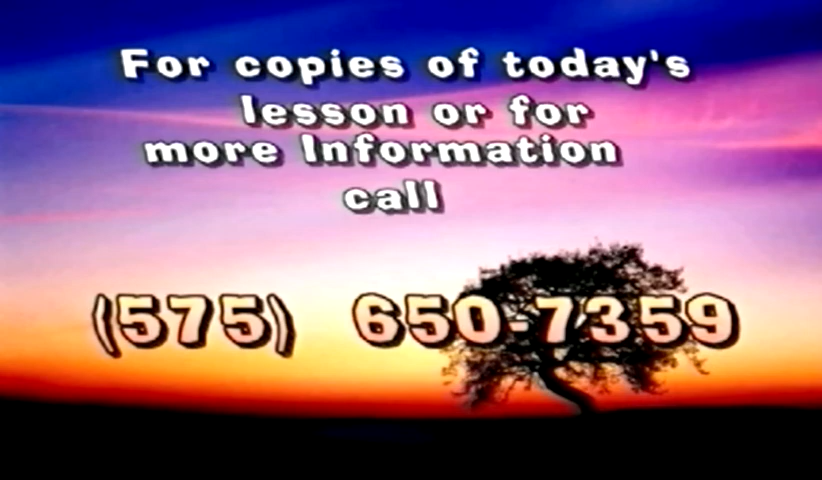 For copies of today's
lesson or for
more Information
call
(575) 650-7359